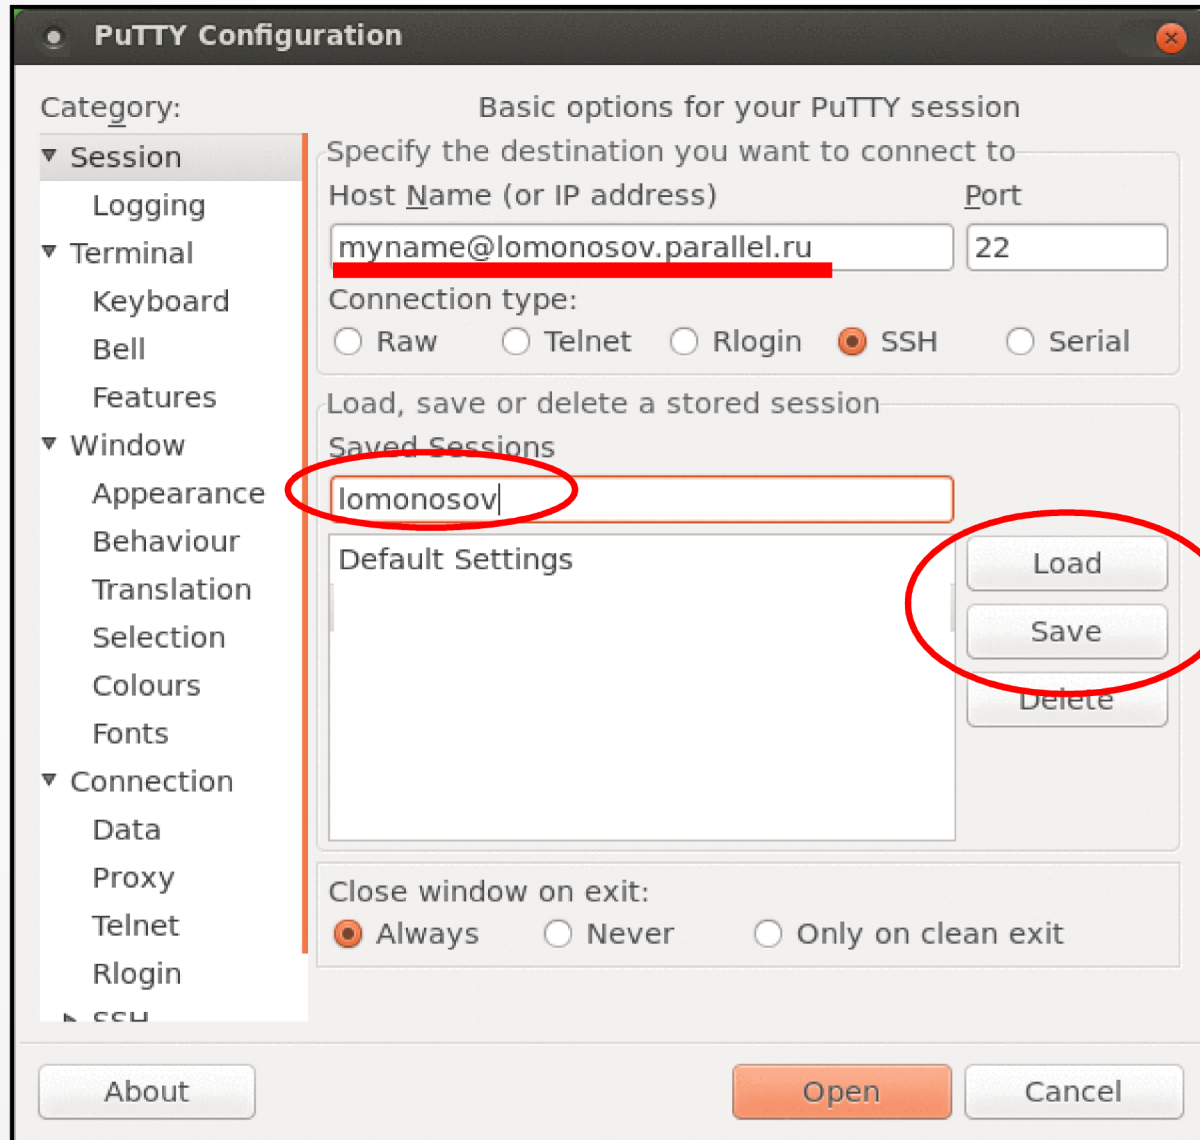 PuTTY Configuration
Category:
Session
Logging
Terminal
Keyboard
Bell
Features
Window
Appearance
Behaviour
Translation
Selection
Colours
Fonts
Connection
Data
Proxy
Telnet
Rlogin
SSH
Basic options for your PuTTY session
Specify the destination you want to connect to
Host Name (or IP address) Port
myname@lomonosov.parallel.ru 22
Connection type:
Raw Telnet Rlogin SSH Serial
Load, save or delete a stored session
Saved Sessions
lomonosov
Default Settings
Load
Save
Delete
Close window on exit:
Always Never Only on clean exit
About Open Cancel